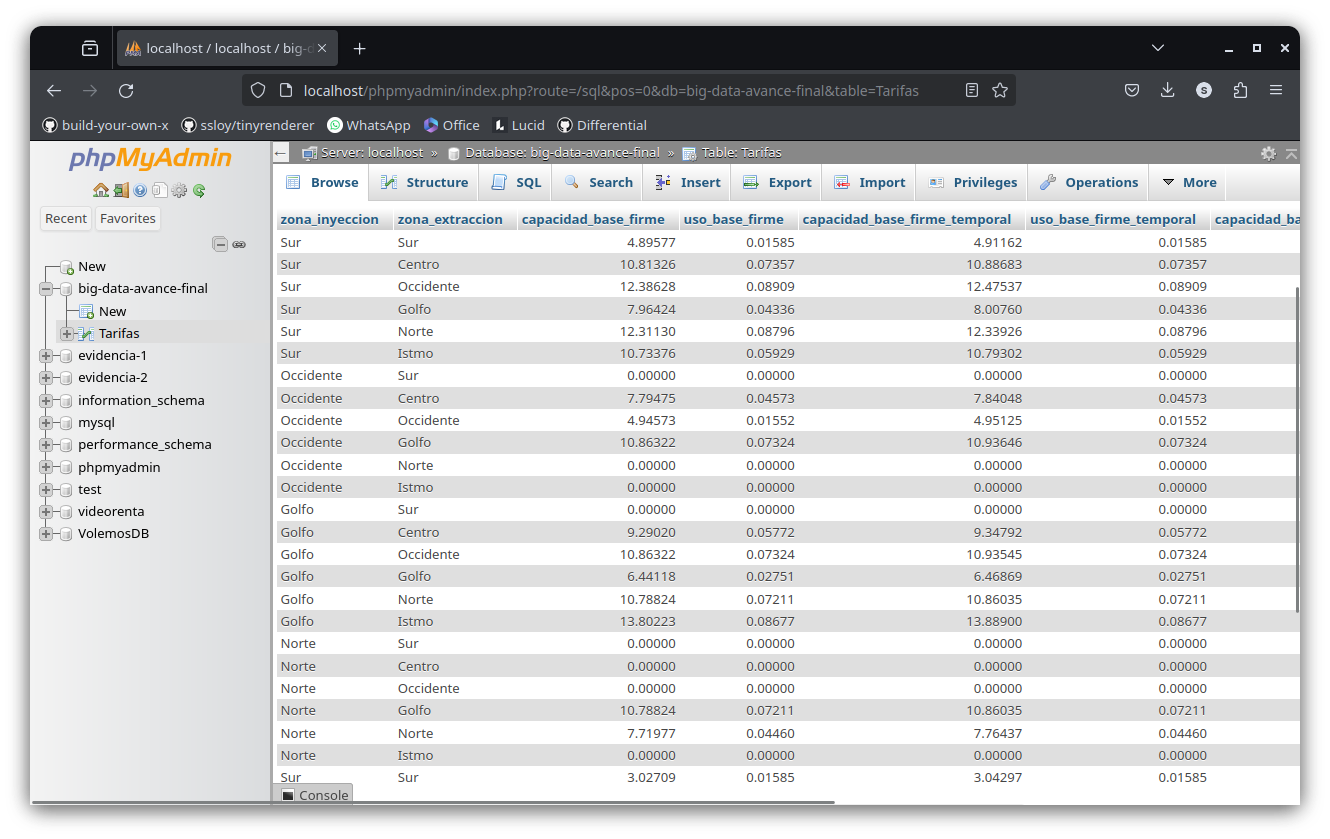 localhost / localhost / big-d
localhost/phpmyadmin/index.php?route=/sql&pos=0&db=big-data-avance-final&table=Tarifas
S
build-your-own-x ssloy/tinyrenderer WhatsApp Office Lucid Differential
phpMyAdmin
Recent Favorites
New
big-data-avance-final
New
Tarifas
evidencia-1
evidencia-2
information_schema
mysql
performance_schema
phpmyadmin
test
videorenta
VolemosDB
Server: localhost » Database: big-data-avance-final » Table: Tarifas
Browse Structure SQL Search Insert Export Import Privileges Operations More
zona_inyeccion zona_extraccion capacidad_base_firme uso_base_firme capacidad_base_firme_temporal uso_base_firme_temporal capacidad_ba
Sur Sur 4.89577 0.01585 4.91162 0.01585
Sur Centro 10.81326 0.07357 10.88683 0.07357
Sur Occidente 12.38628 0.08909 12.47537 0.08909
Sur Golfo 7.96424 0.04336 8.00760 0.04336
Sur Norte 12.31130 0.08796 12.33926 0.08796
Sur Istmo 10.73376 0.05929 10.79302 0.05929
Occidente Sur 0.00000 0.00000 0.00000 0.00000
Occidente Centro 7.79475 0.04573 7.84048 0.04573
Occidente Occidente 4.94573 0.01552 4.95125 0.01552
Occidente Golfo 10.86322 0.07324 10.93646 0.07324
Occidente Norte 0.00000 0.00000 0.00000 0.00000
Occidente Istmo 0.00000 0.00000 0.00000 0.00000
Golfo Sur 0.00000 0.00000 0.00000 0.00000
Golfo Centro 9.29020 0.05772 9.34792 0.05772
Golfo Occidente 10.86322 0.07324 10.93545 0.07324
Golfo Golfo 6.44118 0.02751 6.46869 0.02751
Golfo Norte 10.78824 0.07211 10.86035 0.07211
Golfo Istmo 13.80223 0.08677 13.88900 0.08677
Norte Sur 0.00000 0.00000 0.00000 0.00000
Norte Centro 0.00000 0.00000 0.00000 0.00000
Norte Occidente 0.00000 0.00000 0.00000 0.00000
Norte Golfo 10.78824 0.07211 10.86035 0.07211
Norte Norte 7.71977 0.04460 7.76437 0.04460
Norte Istmo 0.00000 0.00000 0.00000 0.00000
Sur Sur 3.02709 0.01585 3.04297 0.01585
Console